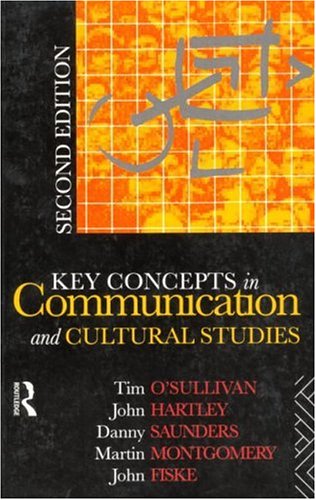 SECOND EDITION
KEY CONCEPTS in
Communication
and CULTURAL STUDIES
Tim O'SULLIVAN
John HARTLEY
Danny SAUNDERS
Martin MONTGOMERY
John FISKE
ROUTLEDGE